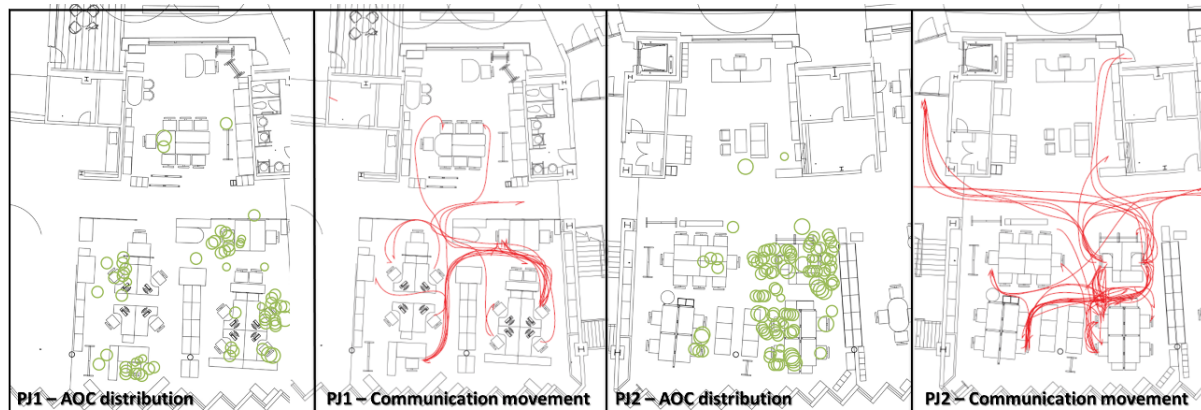 PJ1 – AOC distribution
PJ1 – Communication movement
PJ2 – AOC distribution
PJ2 – Communication movement